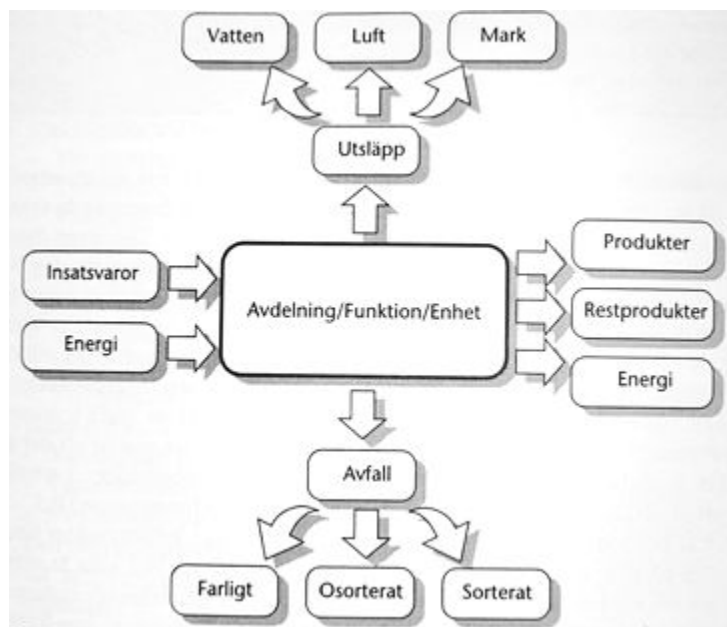 Vatten
Luft
Mark
Utsläpp
Insatsvaror
Energi
Avdelning/Funktion/Enhet
Produkter
Restprodukter
Energi
Avfall
Farligt
Osorterat
Sorterat